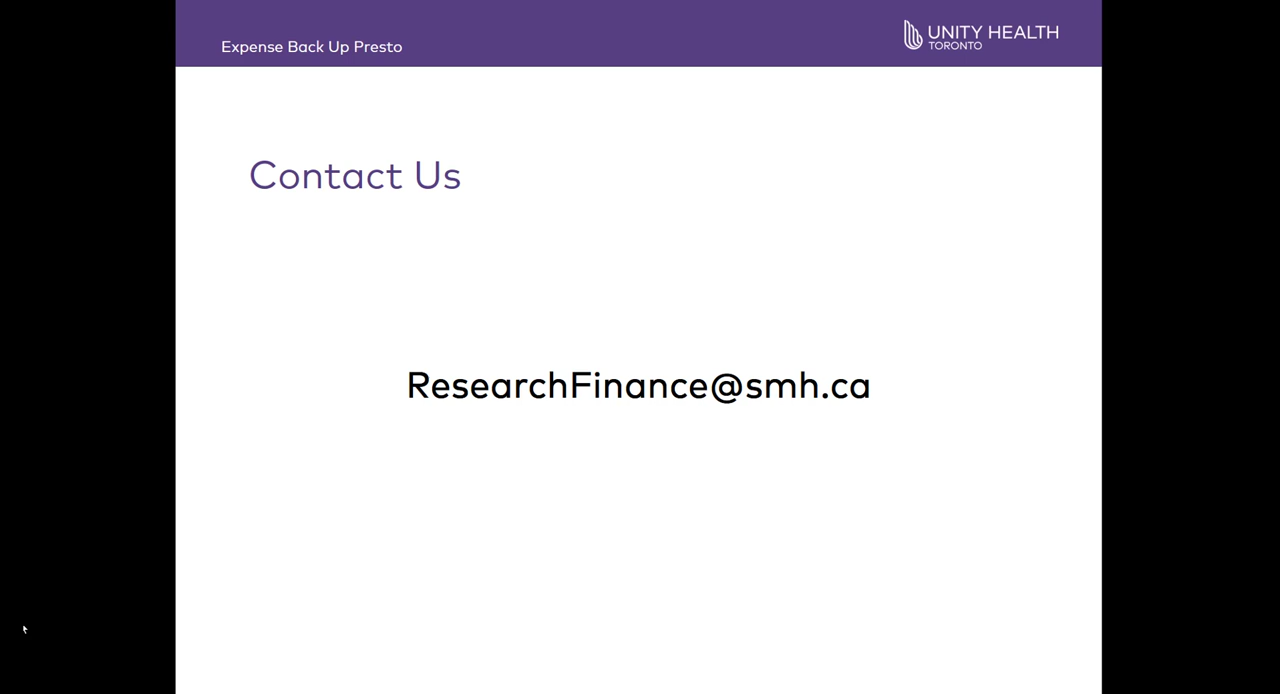 Expense Back Up Presto
UNITY HEALTH
TORONTO
Contact Us
ResearchFinance@smh.ca